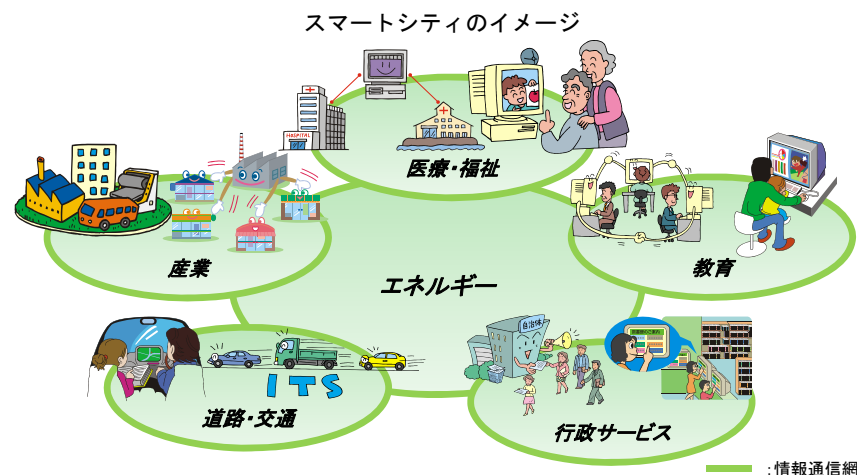 スマートシティのイメージ
HOSPITAL
医療・福祉
産業
教育
エネルギー
自治体
ITS
道路・交通
行政サービス
:情報通信網